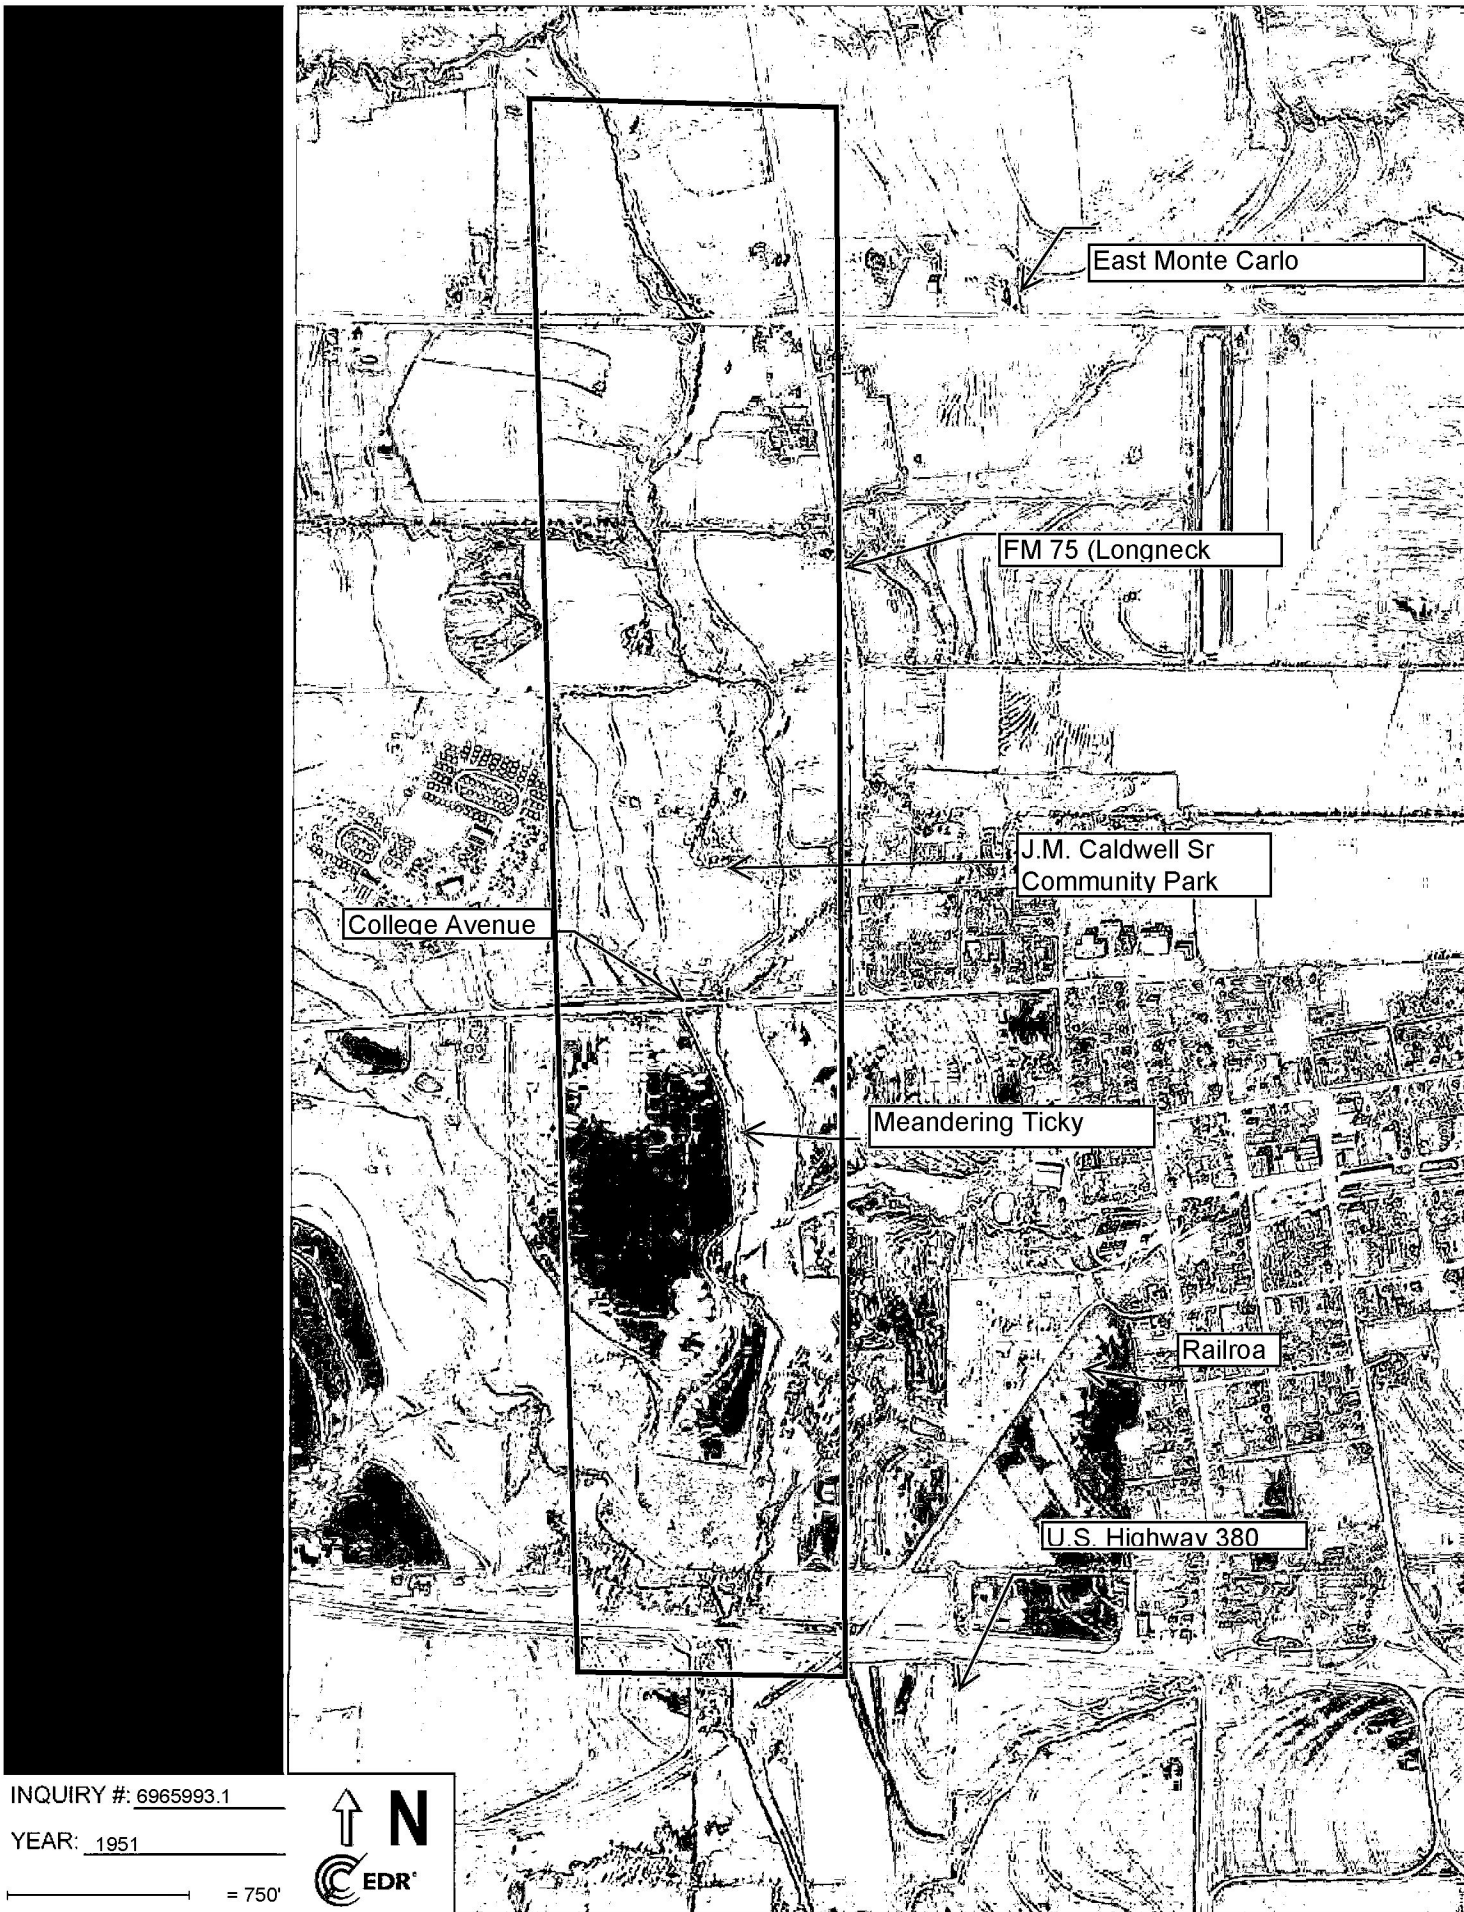 East Monte Carlo
FM 75 (Longneck
J.M. Caldwell Sr
Community Park
College Avenue
Meandering Ticky
Railroa
U.S. Highway 380
INQUIRY #: 6965993.1
YEAR: 1951
= 750'
N
EDR®